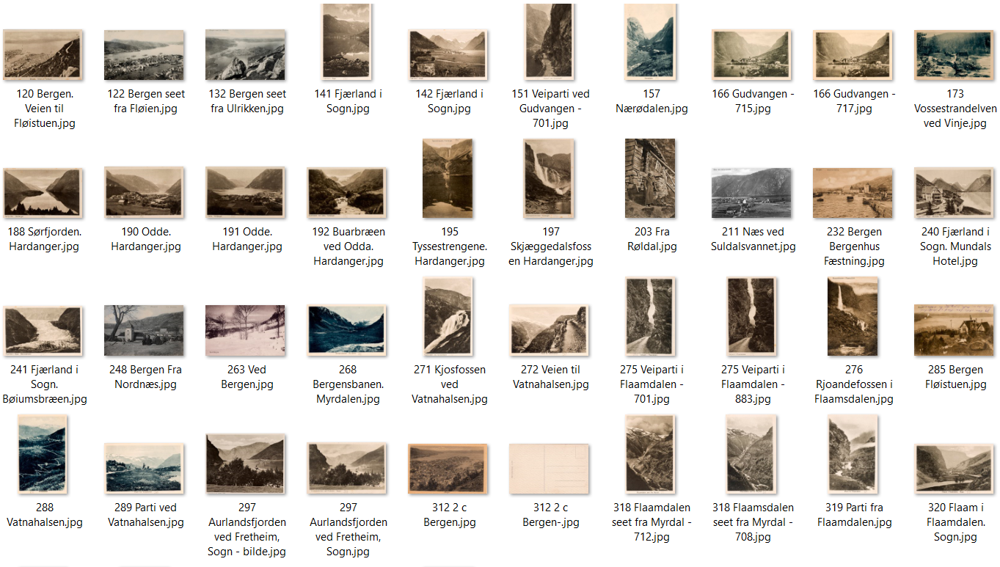 120 Bergen.
Veien til
Fløistuen.jpg
122 Bergen seet
fra Fløien.jpg
132 Bergen seet
fra Ulrikken.jpg
141 Fjærland i
Sogn.jpg
142 Fjærland i
Sogn.jpg
151 Veiparti ved
Gudvangen -
701.jpg
157
Nærødalen.jpg
166 Gudvangen -
715.jpg
166 Gudvangen -
717.jpg
173
Vossestrandelven
ved Vinje.jpg
188 Sørfjorden.
Hardanger.jpg
190 Odde.
Hardanger.jpg
191 Odde.
Hardanger.jpg
192 Buarbræen
ved Odda.
Hardanger.jpg
195
Tyssestrengene.
Hardanger.jpg
197
Skjæggedalsfoss
en Hardanger.jpg
203 Fra
Røldal.jpg
211 Næs ved
Suldalsvannet.jpg
232 Bergen
Bergenhus
Fæstning.jpg
240 Fjærland i
Sogn. Mundals
Hotel.jpg
241 Fjærland i
Sogn.
Bøiumsbræen.jpg
248 Bergen Fra
Nordnæs.jpg
263 Ved
Bergen.jpg
268
Bergensbanen.
Myrdalen.jpg
271 Kjosfossen
ved
Vatnahalsen.jpg
272 Veien til
Vatnahalsen.jpg
275 Veiparti i
Flaamdalen -
701.jpg
275 Veiparti i
Flaamdalen -
883.jpg
276
Rjoandefossen i
Flaamsdalen.jpg
285 Bergen
Fløistuen.jpg
288
Vatnahalsen.jpg
289 Parti ved
Vatnahalsen.jpg
297
Aurlandsfjorden
ved Fretheim,
Sogn - bilde.jpg
297
Aurlandsfjorden
ved Fretheim,
Sogn.jpg
312 2 c
Bergen.jpg
312 2 c
Bergen-.jpg
318 Flaamdalen
seet fra Myrdal -
712.jpg
318 Flaamsdalen
seet fra Myrdal -
708.jpg
319 Parti fra
Flaamdalen.jpg
320 Flaam i
Flaamdalen.
Sogn.jpg